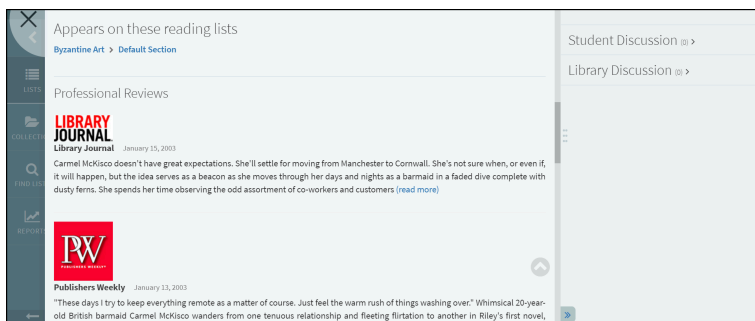 Appears on these reading lists
Byzantine Art > Default Section
Professional Reviews
LIBRARY
JOURNAL.
Library Journal January 15, 2003
Carmel McKisco doesn't have great expectations. She'll settle for moving from Manchester to Cornwall. She's not sure when, or even if,
it will happen, but the idea serves as a beacon as she moves through her days and nights as a barmaid in a faded dive complete with
dusty ferns. She spends her time observing the odd assortment of co-workers and customers (read more)
PW
PUBLISHERS WEEKLY
Publishers Weekly January 13, 2003
"These days I try to keep everything remote as a matter of course. Just feel the warm rush of things washing over." Whimsical 20-year-
old British barmaid Carmel McKisco wanders from one tenuous relationship and fleeting flirtation to another in Riley's first novel,
Student Discussion (0) >
Library Discussion (0) >
LISTS
COLLECTI
FIND LIS
REPORT